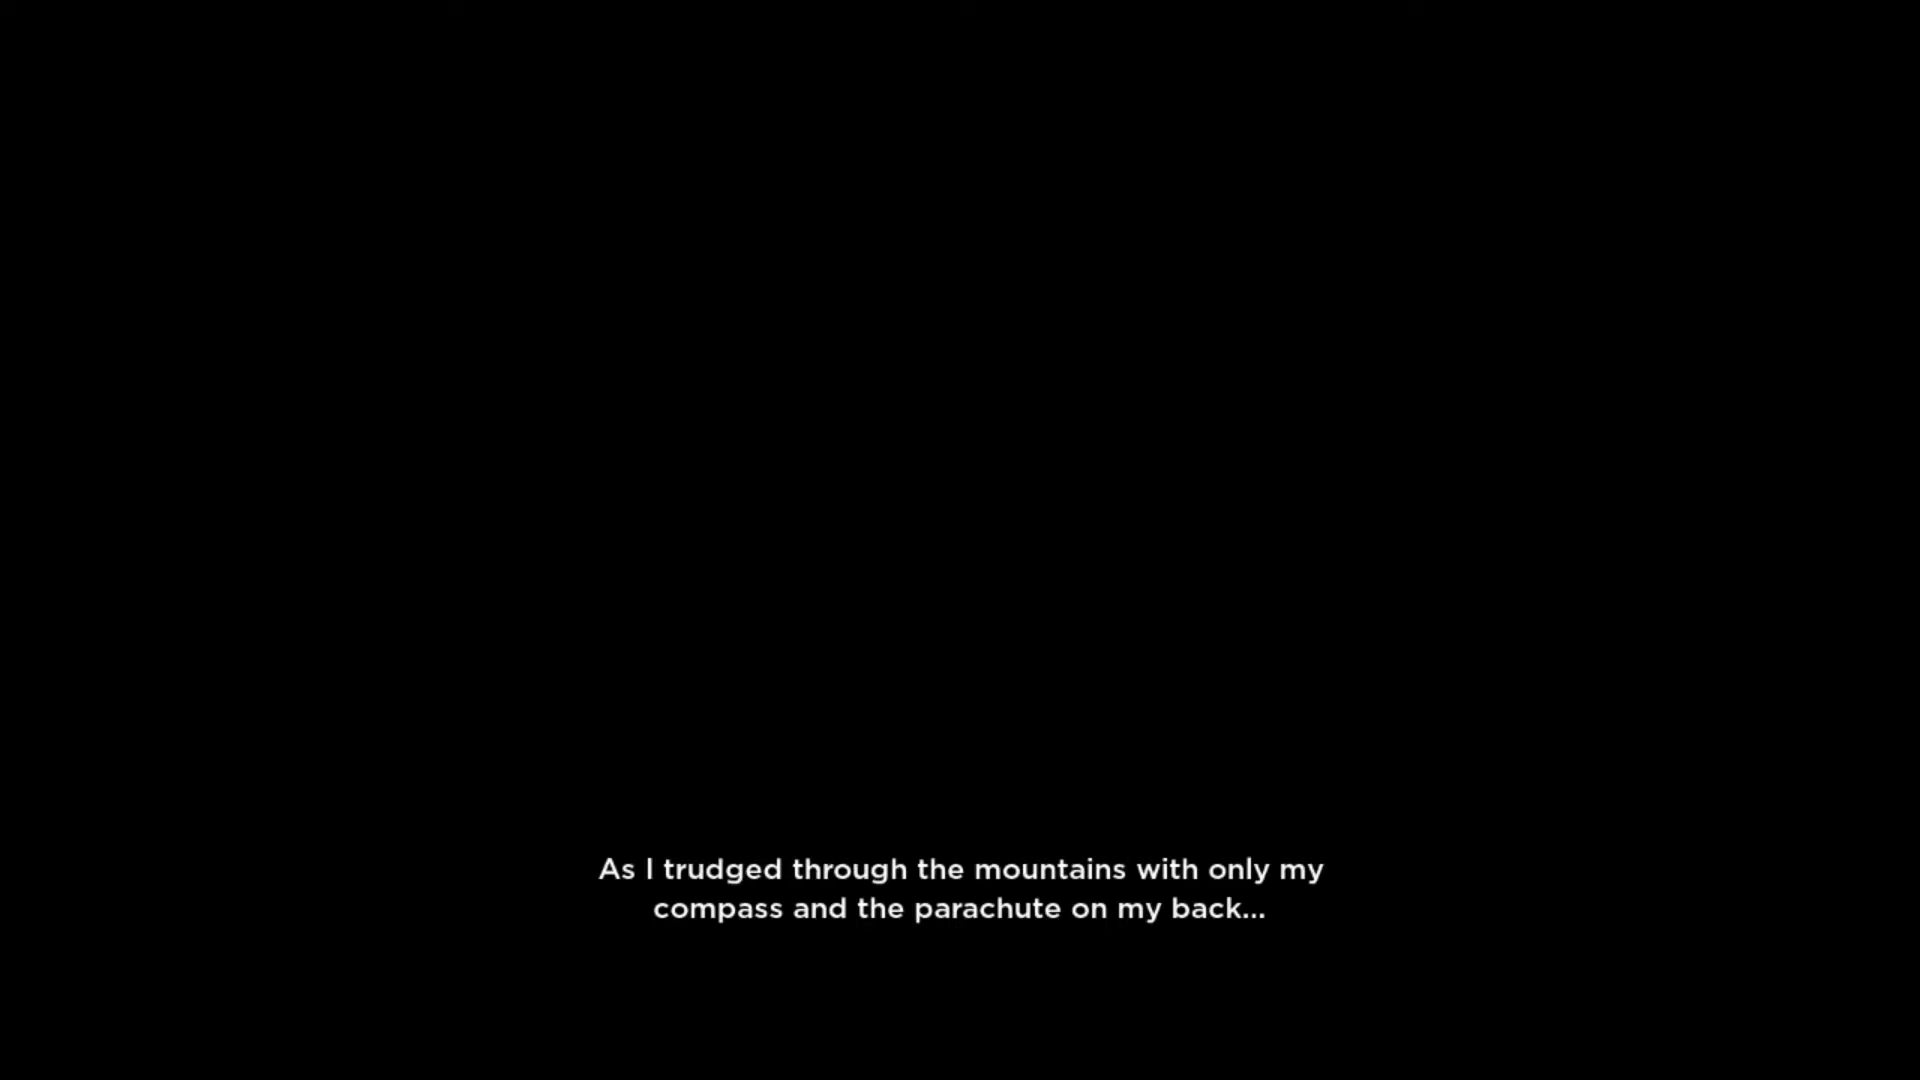 As I trudged through the mountains with only my
compass and the parachute on my back...